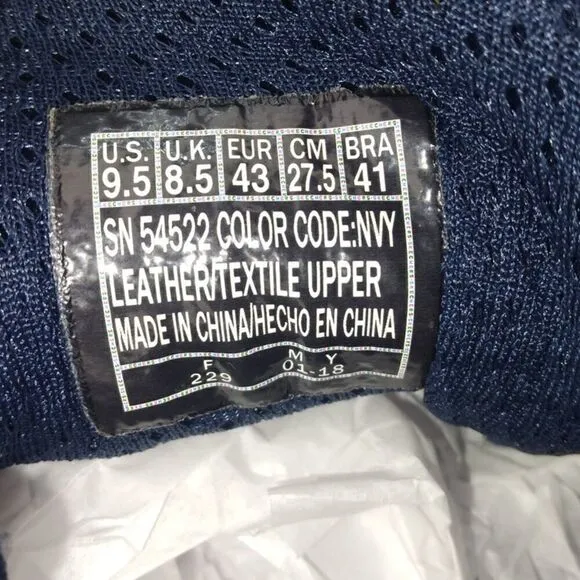 U.S. U.K. EUR CM BRA
9.5 8.5 43 27.5 41
SN 54522 COLOR CODE:NVY
LEATHER/TEXTILE UPPER
MADE IN CHINA/HECHO EN CHINA
F M Y
229 01-18